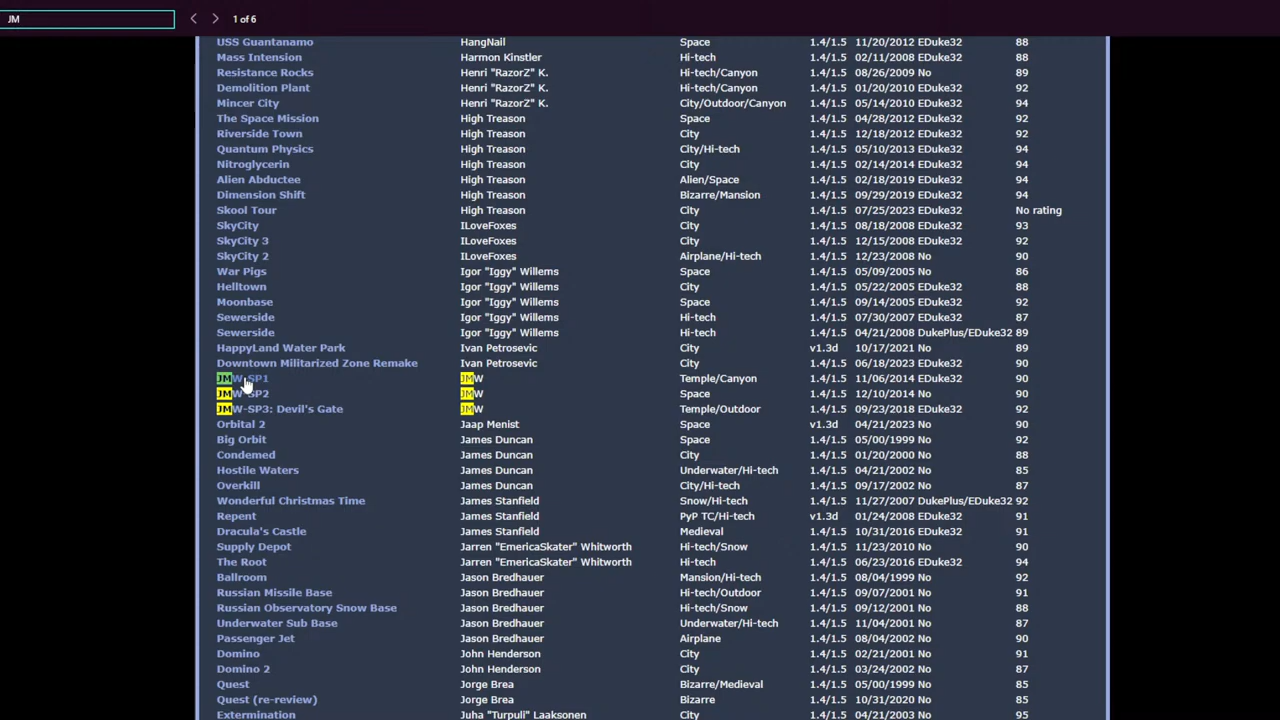 JM 1 of 6
USS Guantanamo HangNail Space 1.4/1.5 11/20/2012 EDuke32 88
Mass Intension Harmon Kinstler Hi-tech 1.4/1.5 02/11/2008 EDuke32 88
Resistance Rocks Henri "RazorZ" K. Hi-tech/Canyon 1.4/1.5 08/26/2009 No 89
Demolition Plant Henri "RazorZ" K. Hi-tech/Canyon 1.4/1.5 01/20/2010 EDuke32 92
Mincer City Henri "RazorZ" K. City/Outdoor/Canyon 1.4/1.5 05/14/2010 EDuke32 94
The Space Mission High Treason Space 1.4/1.5 04/28/2012 EDuke32 92
Riverside Town High Treason City 1.4/1.5 12/18/2012 EDuke32 92
Quantum Physics High Treason City/Hi-tech 1.4/1.5 05/10/2013 EDuke32 94
Nitroglycerin High Treason City 1.4/1.5 02/14/2014 EDuke32 94
Alien Abductee High Treason Alien/Space 1.4/1.5 02/18/2019 EDuke32 94
Dimension Shift High Treason Bizarre/Mansion 1.4/1.5 09/29/2019 EDuke32 94
Skool Tour High Treason City 1.4/1.5 07/25/2023 EDuke32 No rating
SkyCity ILoveFoxes City 1.4/1.5 08/18/2008 EDuke32 93
SkyCity 3 ILoveFoxes City 1.4/1.5 12/15/2008 EDuke32 92
SkyCity 2 ILoveFoxes Airplane/Hi-tech 1.4/1.5 12/23/2008 No 90
War Pigs Igor "Iggy" Willems Space 1.4/1.5 05/09/2005 No 86
Helltown Igor "Iggy" Willems City 1.4/1.5 05/22/2005 EDuke32 88
Moonbase Igor "Iggy" Willems Space 1.4/1.5 09/14/2005 EDuke32 92
Sewerside Igor "Iggy" Willems Hi-tech 1.4/1.5 07/30/2007 EDuke32 87
Sewerside Igor "Iggy" Willems Hi-tech 1.4/1.5 04/21/2008 DukePlus/EDuke32 89
HappyLand Water Park Ivan Petrosevic City v1.3d 10/17/2021 No 89
Downtown Militarized Zone Remake Ivan Petrosevic City 1.4/1.5 06/18/2023 EDuke32 90
JMW-SP1 JMW Temple/Canyon 1.4/1.5 11/06/2014 EDuke32 90
JMW-SP2 JMW Space 1.4/1.5 12/10/2014 No 90
JMW-SP3: Devil's Gate JMW Temple/Outdoor 1.4/1.5 09/23/2018 EDuke32 92
Orbital 2 Jaap Menist Space v1.3d 04/21/2023 No 90
Big Orbit James Duncan Space 1.4/1.5 05/00/1999 No 92
Condemed James Duncan City 1.4/1.5 01/20/2000 No 88
Hostile Waters James Duncan Underwater/Hi-tech 1.4/1.5 04/21/2002 No 85
Overkill James Duncan City/Hi-tech 1.4/1.5 09/17/2002 No 87
Wonderful Christmas Time James Stanfield Snow/Hi-tech 1.4/1.5 11/27/2007 DukePlus/EDuke32 92
Repent James Stanfield PyP TC/Hi-tech v1.3d 01/24/2008 EDuke32 91
Dracula's Castle James Stanfield Medieval 1.4/1.5 10/31/2016 EDuke32 91
Supply Depot Jarren "EmericaSkater" Whitworth Hi-tech/Snow 1.4/1.5 11/23/2010 No 90
The Root Jarren "EmericaSkater" Whitworth Hi-tech 1.4/1.5 06/23/2016 EDuke32 94
Ballroom Jason Bredhauer Mansion/Hi-tech 1.4/1.5 08/04/1999 No 92
Russian Missile Base Jason Bredhauer Hi-tech/Outdoor 1.4/1.5 09/07/2001 No 91
Russian Observatory Snow Base Jason Bredhauer Hi-tech/Snow 1.4/1.5 09/12/2001 No 88
Underwater Sub Base Jason Bredhauer Underwater/Hi-tech 1.4/1.5 11/04/2001 No 87
Passenger Jet Jason Bredhauer Airplane 1.4/1.5 08/04/2002 No 90
Domino John Henderson City 1.4/1.5 02/21/2001 No 91
Domino 2 John Henderson City 1.4/1.5 03/24/2002 No 87
Quest Jorge Brea Bizarre/Medieval 1.4/1.5 05/00/1999 No 85
Quest (re-review) Jorge Brea Bizarre 1.4/1.5 10/31/2020 No 85
Extermination Juha "Turpuli" Laaksonen City 1.4/1.5 04/21/2003 No 95